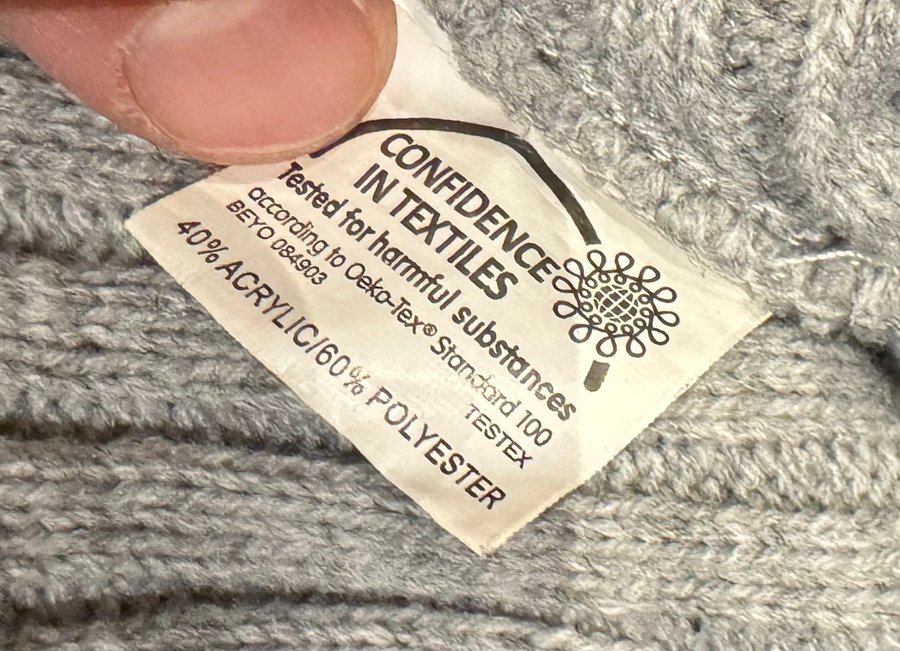 CONFIDENCE
IN TEXTILES
Tested for harmful substances
according to Oeko-Tex® Standard 100
BEYO 084903
TESTEX
40% ACRYLIC/60% POLYESTER